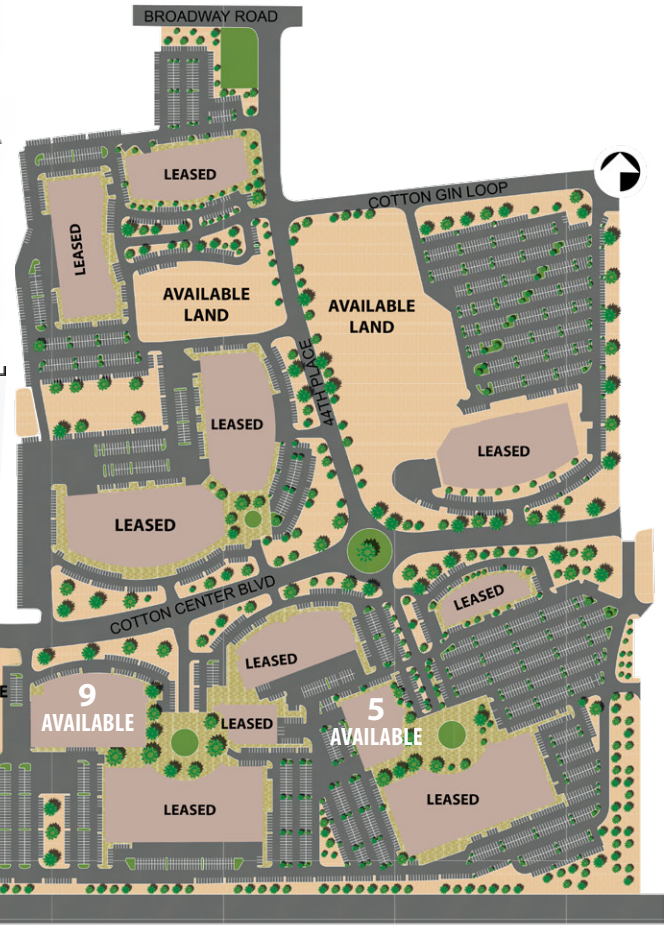 BROADWAY ROAD
LEASED
COTTON GIN LOOP
LEASED
AVAILABLE
LAND
AVAILABLE
LAND
44TH PLACE
LEASED
LEASED
LEASED
COTTON CENTER BLVD
LEASED
LEASED
9
AVAILABLE
5
AVAILABLE
LEASED
LEASED
LEASED
E